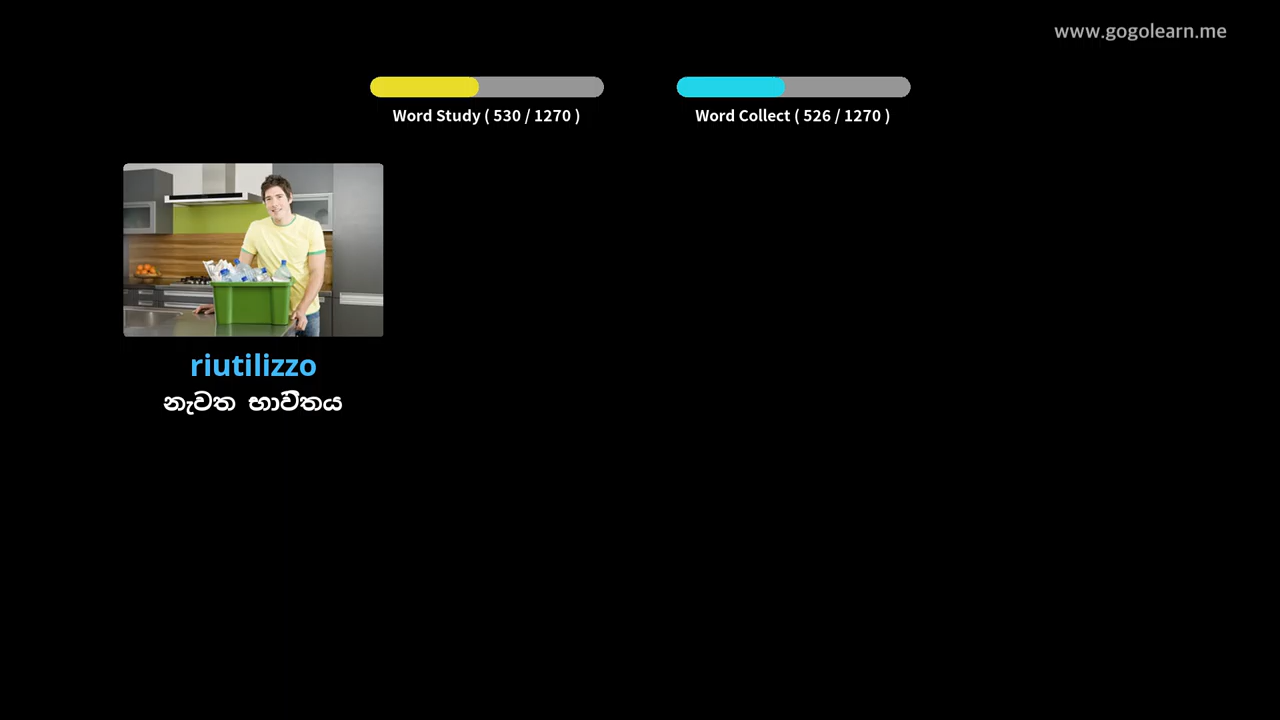 www.gogolearn.me
Word Study ( 530 / 1270 )
Word Collect ( 526 / 1270 )
riutilizzo
නැවත භාවිතය